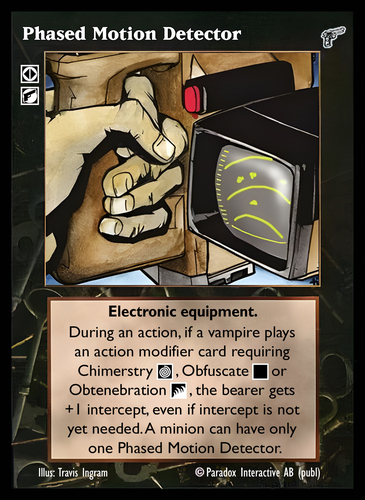 Phased Motion Detector
Electronic equipment.
During an action, if a vampire plays
an action modifier card requiring
Chimerstry , Obfuscate or
Obtenebration , the bearer gets
+1 intercept, even if intercept is not
yet needed. A minion can have only
one Phased Motion Detector.
Illus: Travis Ingram © Paradox Interactive AB (publ)